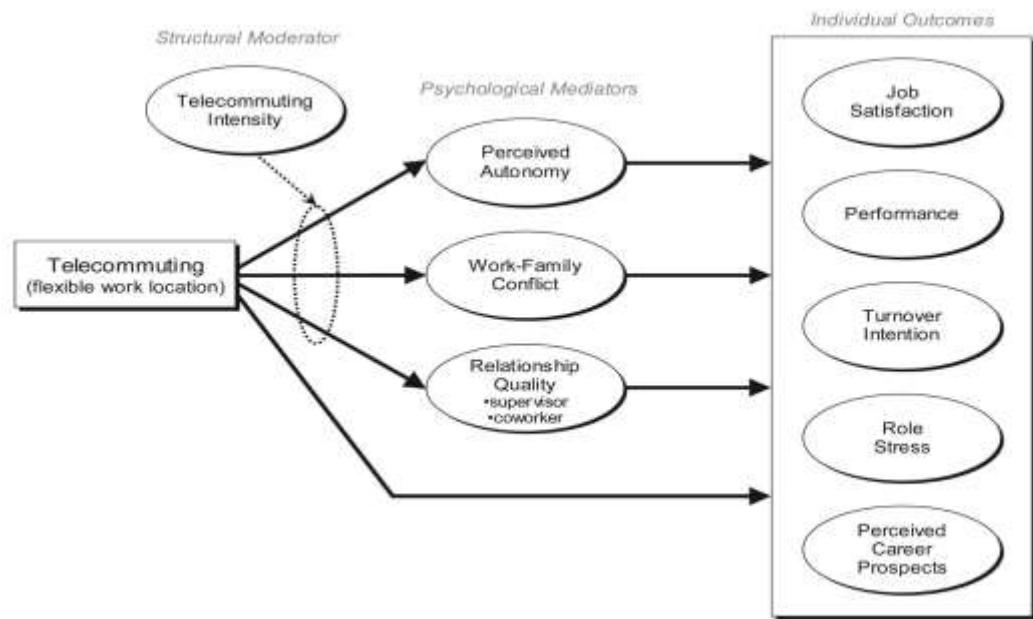 Individual Outcomes
Structural Moderator
Telecommuting
Intensity
Psychological Mediators
Perceived
Autonomy
Work-Family
Conflict
Relationship
Quality
•supervisor
•coworker
Telecommuting
(flexible work location)
Job
Satisfaction
Performance
Turnover
Intention
Role
Stress
Perceived
Career
Prospects